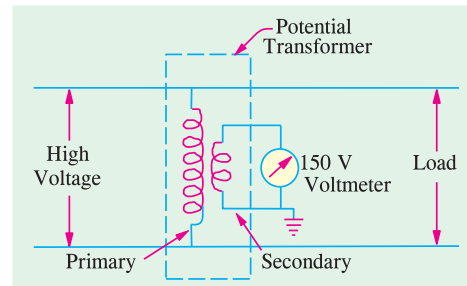 Potential
Transformer
High
Voltage
150 V
Voltmeter
Load
Primary
Secondary